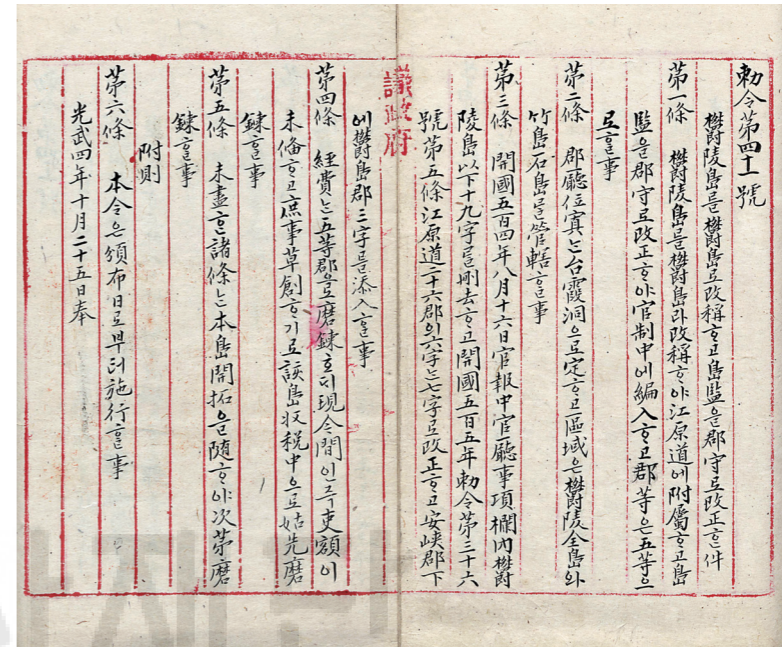 勅令第四十一號
欝陵島를欝島로改稱ᄒᆞ고島監을郡守로改正ᄒᆞᆫ件
第一條 欝陵島를欝島라改稱ᄒᆞ야江原道에附屬ᄒᆞ고島
監을郡守로改正ᄒᆞ야官制中에編入ᄒᆞ고郡等은五等으
로ᄒᆞᆯ事
第二條 郡廳位寘ᄂᆞᆫ台霞洞으로定ᄒᆞ고區域은欝陵全島와
竹島石島를管轄ᄒᆞᆯ事
第三條 開國五百四年八月十六日官報中官廳事項欄內欝
陵島以下十九字를刪去ᄒᆞ고開國五百五年勅令第三十六
號第五條江原道二十六郡의六字ᄂᆞᆫ七字로改正ᄒᆞ고安峽郡下
議政府
에欝島郡三字를添入ᄒᆞᆯ事
第四條 經費ᄂᆞᆫ五等郡으로磨鍊호ᄃᆡ現今間인즉吏額이
未備ᄒᆞ고庶事草創ᄒᆞ기로該島收稅中으로姑先磨
鍊ᄒᆞᆯ事
第五條 未盡ᄒᆞᆫ諸條ᄂᆞᆫ本島開拓을隨ᄒᆞ야次第磨
鍊ᄒᆞᆯ事
附則
第六條 本令은頒布日로부터施行ᄒᆞᆯ事
光武四年十月二十五日奉